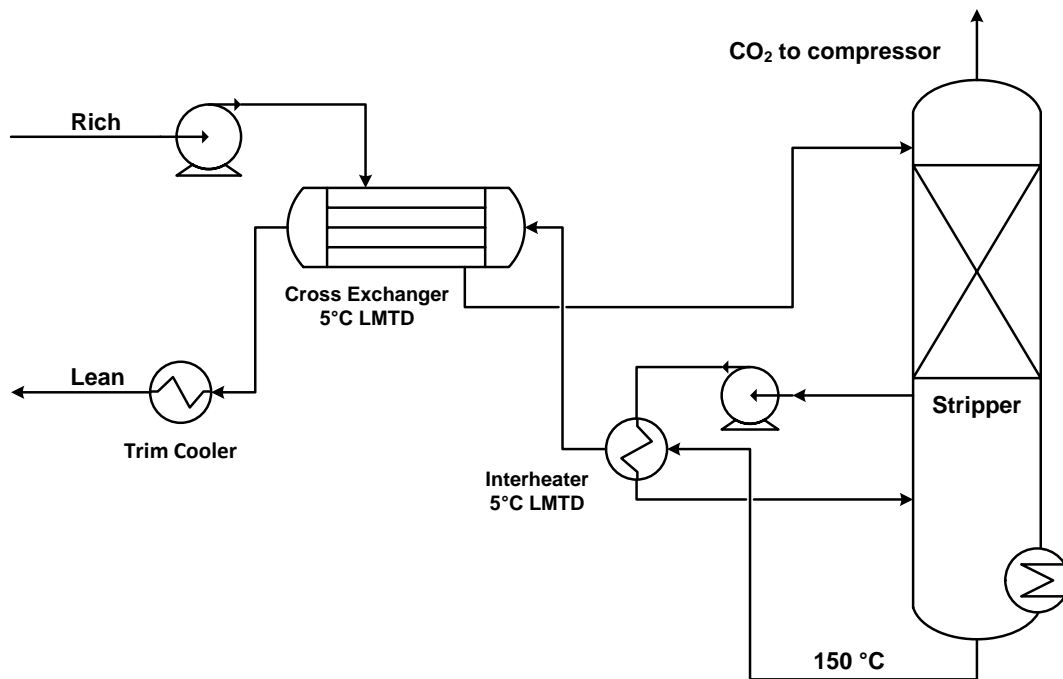 CO₂ to compressor
Rich
Cross Exchanger
5°C LMTD
Lean
Trim Cooler
Stripper
Interheater
5°C LMTD
150 °C